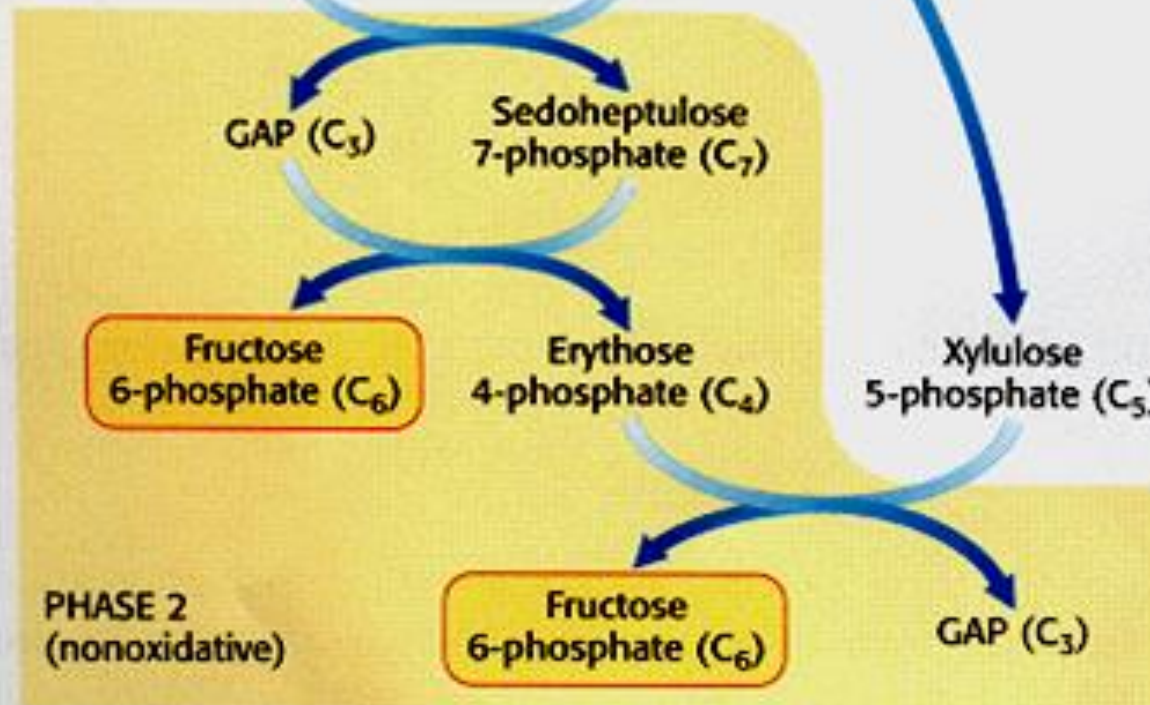 GAP (C₃)
Sedoheptulose
7-phosphate (C₇)
Fructose
6-phosphate (C₆)
Erythose
4-phosphate (C₄)
Xylulose
5-phosphate (C₅)
Fructose
6-phosphate (C₆)
GAP (C₃)
PHASE 2
(nonoxidative)